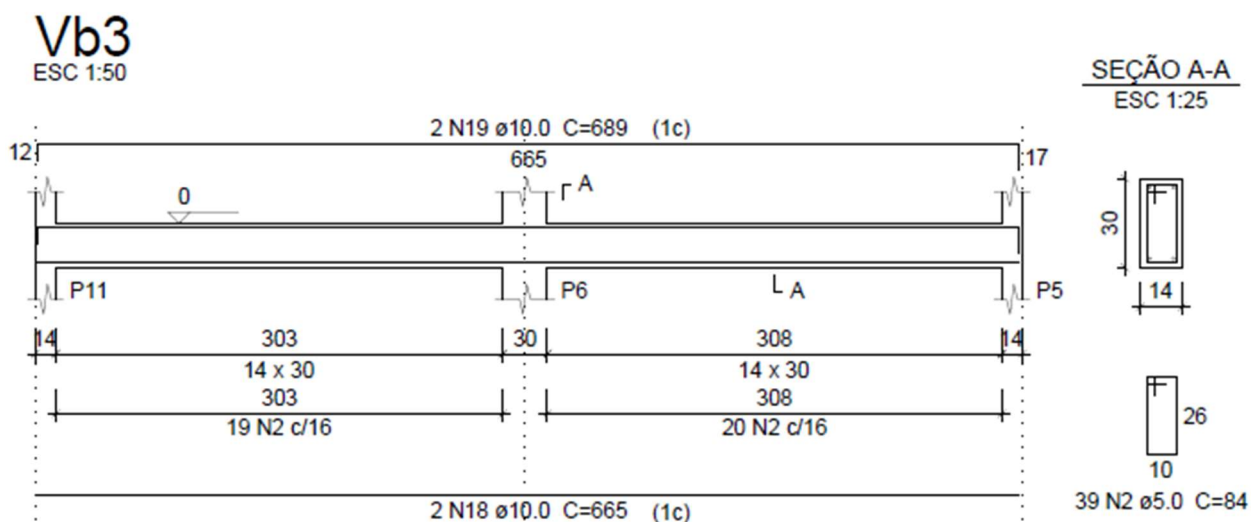 Vb3
ESC 1:50
SEÇÃO A-A
ESC 1:25
2 N19 ø10.0 C=689 (1c)
12
665
17
A
0
30
P11
P6
A
P5
14
14
303
30
308
14
14 x 30
14 x 30
303
308
19 N2 c/16
20 N2 c/16
26
10
39 N2 ø5.0 C=84
2 N18 ø10.0 C=665 (1c)